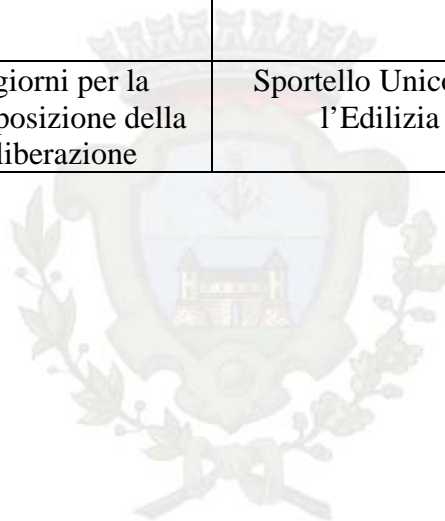 giorni per la
posizione della
liberazione
Sportello Unico
l’Edilizia